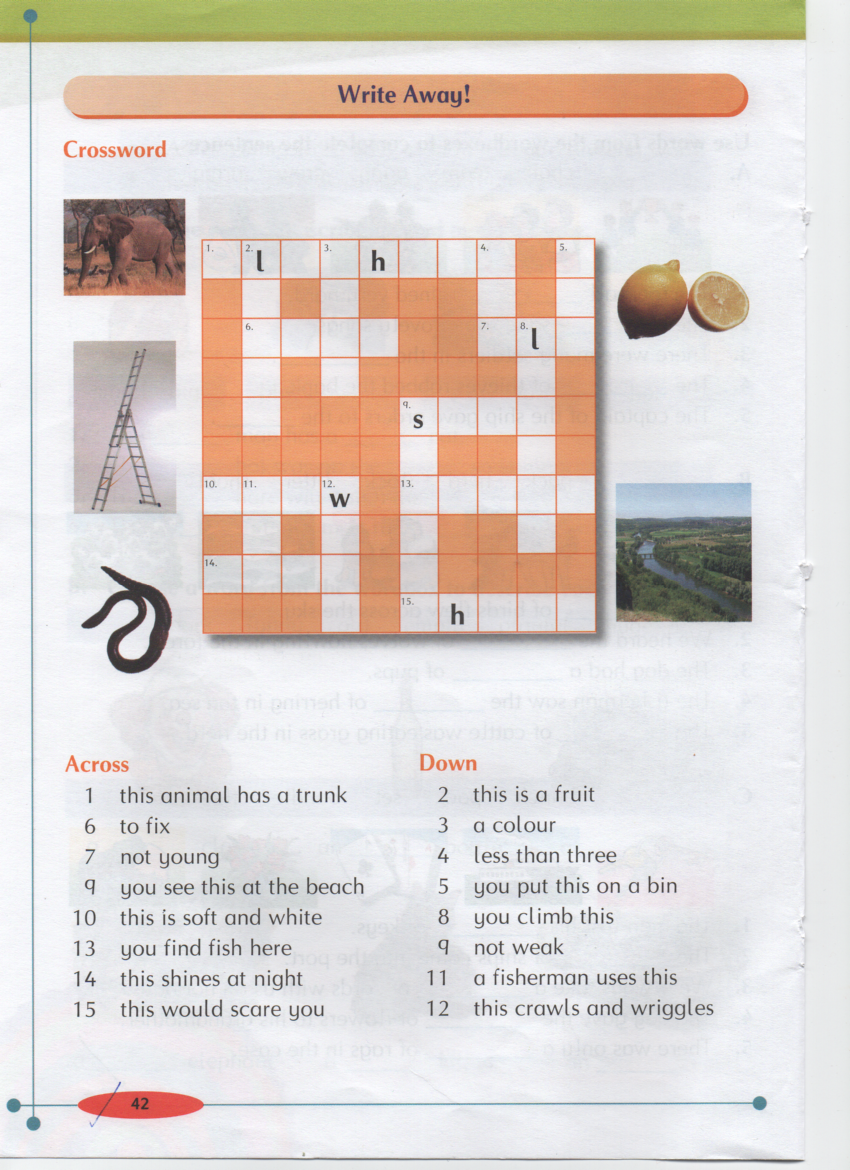 Write Away!
Crossword
1. 2. l 3. h 4. 5.
6. 7. 8. l
9. s
10. 11. 12. w 13.
14.
15. h
Across
1 this animal has a trunk
6 to fix
7 not young
9 you see this at the beach
10 this is soft and white
13 you find fish here
14 this shines at night
15 this would scare you
Down
2 this is a fruit
3 a colour
4 less than three
5 you put this on a bin
8 you climb this
9 not weak
11 a fisherman uses this
12 this crawls and wriggles
42